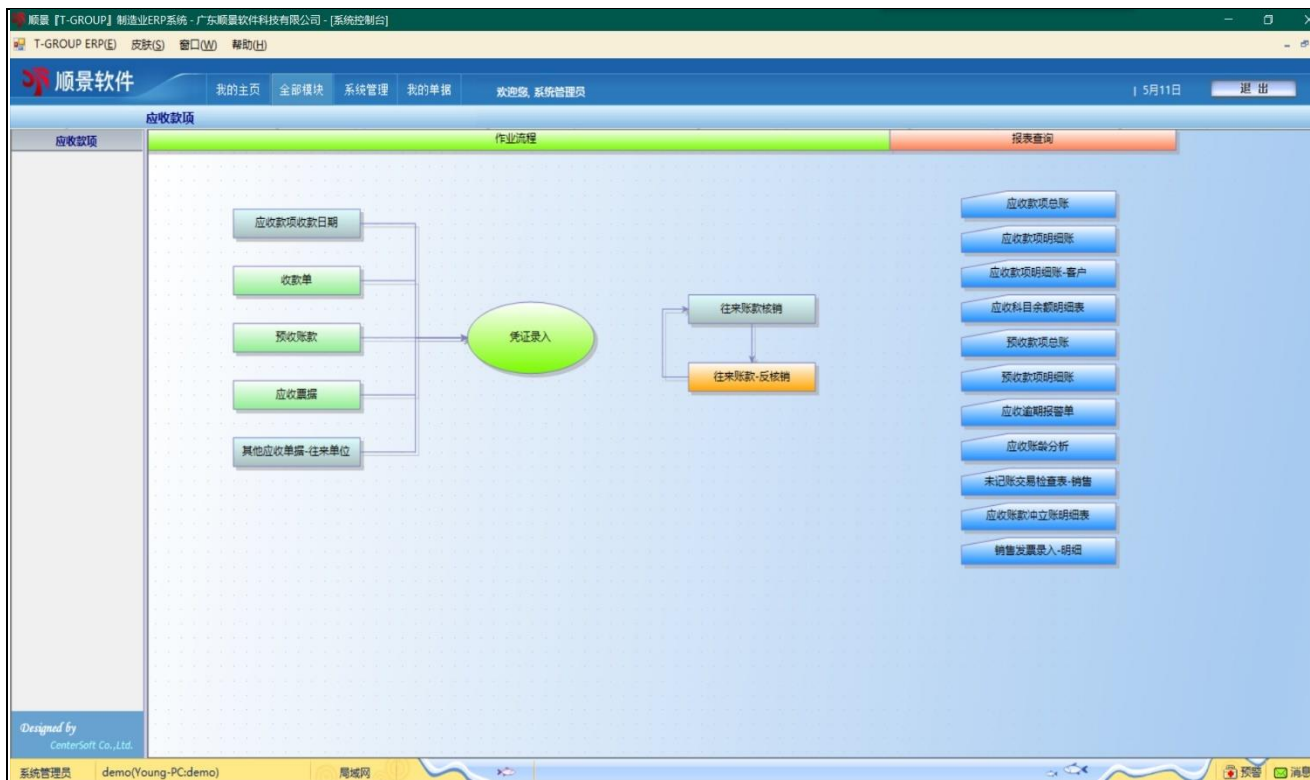 顺景『T-GROUP』制造业ERP系统 - 广东顺景软件科技有限公司 - [系统控制台]
T-GROUP ERP(E) 皮肤(S) 窗口(W) 帮助(H)
顺景软件 我的主页 全部模块 系统管理 我的单据 欢迎您, 系统管理员 | 5月11日 退 出
应收款项
应收款项 作业流程 报表查询
应收款项收款日期
收款单
预收账款
应收票据
其他应收单据-往来单位
凭证录入
往来账款核销
往来账款-反核销
应收款项总账
应收款项明细账
应收款项明细账-客户
应收科目余额明细表
预收款项总账
预收款项明细账
应收逾期报警单
应收账龄分析
未记账交易检查表-销售
应收账款冲立账明细表
销售发票录入-明细
Designed by
CenterSoft Co.,Ltd.
系统管理员 demo(Young-PC:demo) 局域网 预警 消息